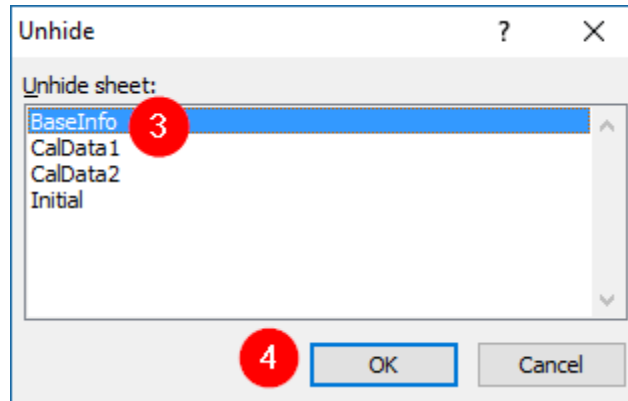 Unhide ?
Unhide sheet:
BaseInfo 3
CalData1
CalData2
Initial
4 OK Cancel